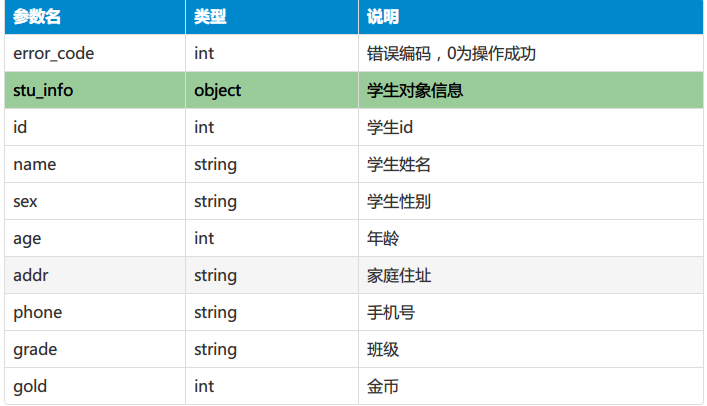 参数名 类型 说明
error_code int 错误编码，0为操作成功
stu_info object 学生对象信息
id int 学生id
name string 学生姓名
sex string 学生性别
age int 年龄
addr string 家庭住址
phone string 手机号
grade string 班级
gold int 金币